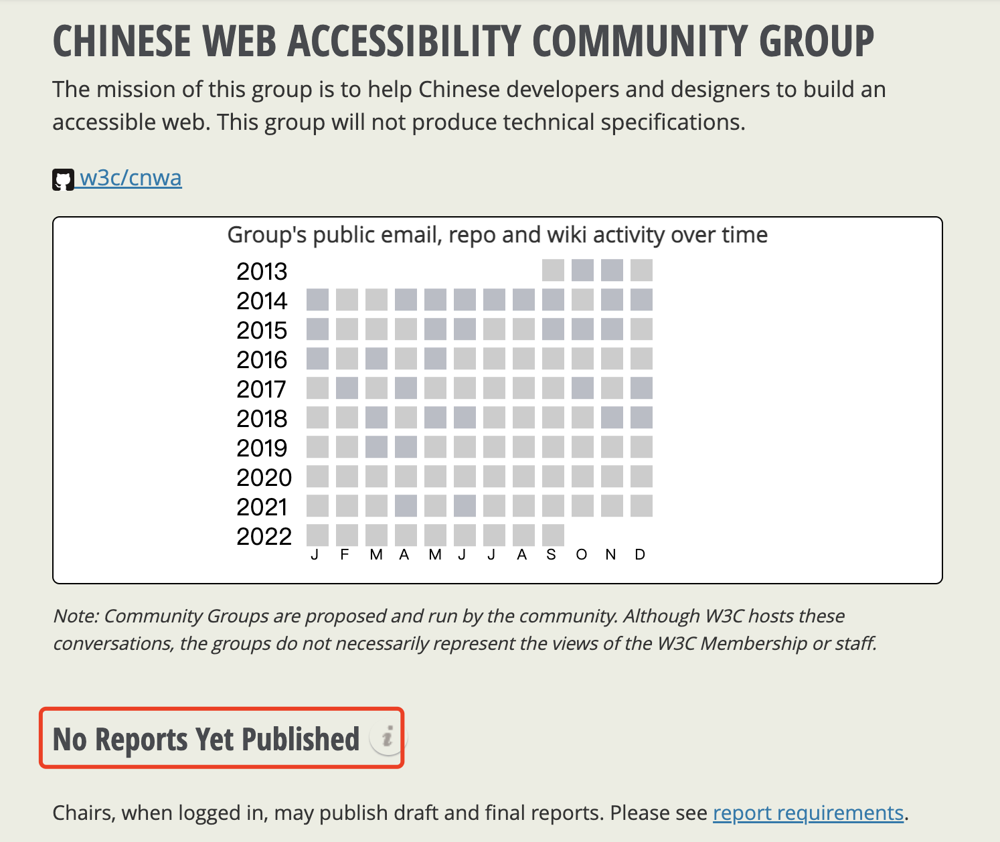 CHINESE WEB ACCESSIBILITY COMMUNITY GROUP
The mission of this group is to help Chinese developers and designers to build an
accessible web. This group will not produce technical specifications.
w3c/cnwa
Group's public email, repo and wiki activity over time
2013
2014
2015
2016
2017
2018
2019
2020
2021
2022
J F M A M J J A S O N D
Note: Community Groups are proposed and run by the community. Although W3C hosts these
conversations, the groups do not necessarily represent the views of the W3C Membership or staff.
No Reports Yet Published i
Chairs, when logged in, may publish draft and final reports. Please see report requirements.